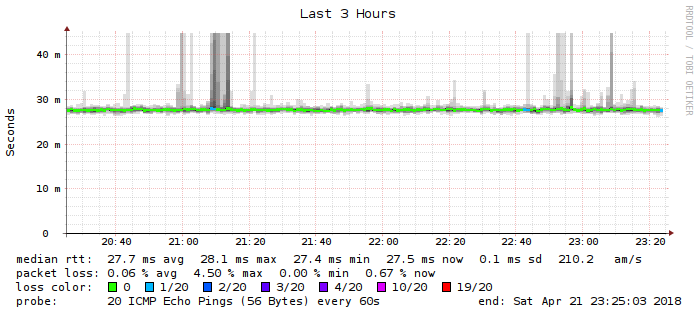 Last 3 Hours
RRDTOOL / TOBI OETIKER
Seconds
40 m
30 m
20 m
10 m
0
20:40 21:00 21:20 21:40 22:00 22:20 22:40 23:00 23:20
median rtt: 27.7 ms avg 28.1 ms max 27.4 ms min 27.5 ms now 0.1 ms sd 210.2 am/s
packet loss: 0.06 % avg 4.50 % max 0.00 % min 0.67 % now
loss color: 0 1/20 2/20 3/20 4/20 10/20 19/20
probe: 20 ICMP Echo Pings (56 Bytes) every 60s end: Sat Apr 21 23:25:03 2018